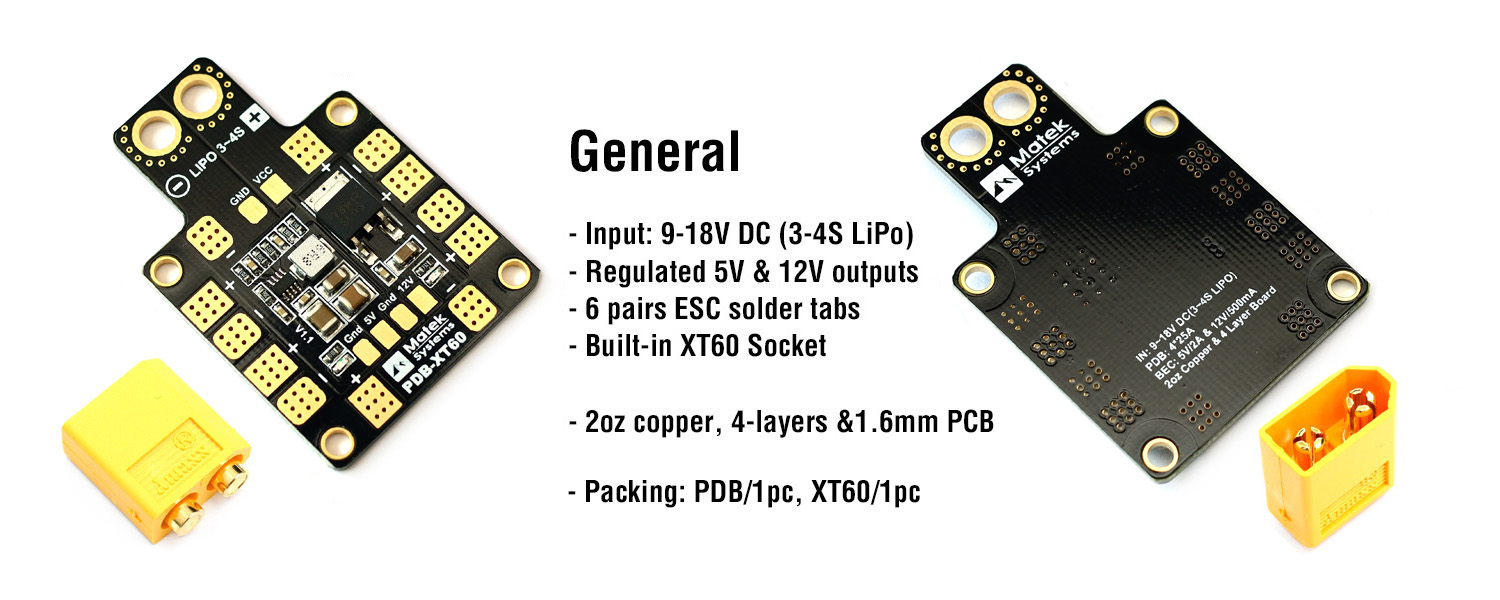 LIPO 3~4S
GND VCC
V1.1
Gnd 5V Gnd 12V
Matek
Systems
PDB-XT60
Amass
®
General
- Input: 9-18V DC (3-4S LiPo)
- Regulated 5V & 12V outputs
- 6 pairs ESC solder tabs
- Built-in XT60 Socket
- 2oz copper, 4-layers &1.6mm PCB
- Packing: PDB/1pc, XT60/1pc
Matek
Systems
IN: 9~18V DC(3~4S LIPO)
PDB: 4*25A
BEC: 5V/2A & 12V/500mA
2oz Copper & 4 Layer Board
Amass